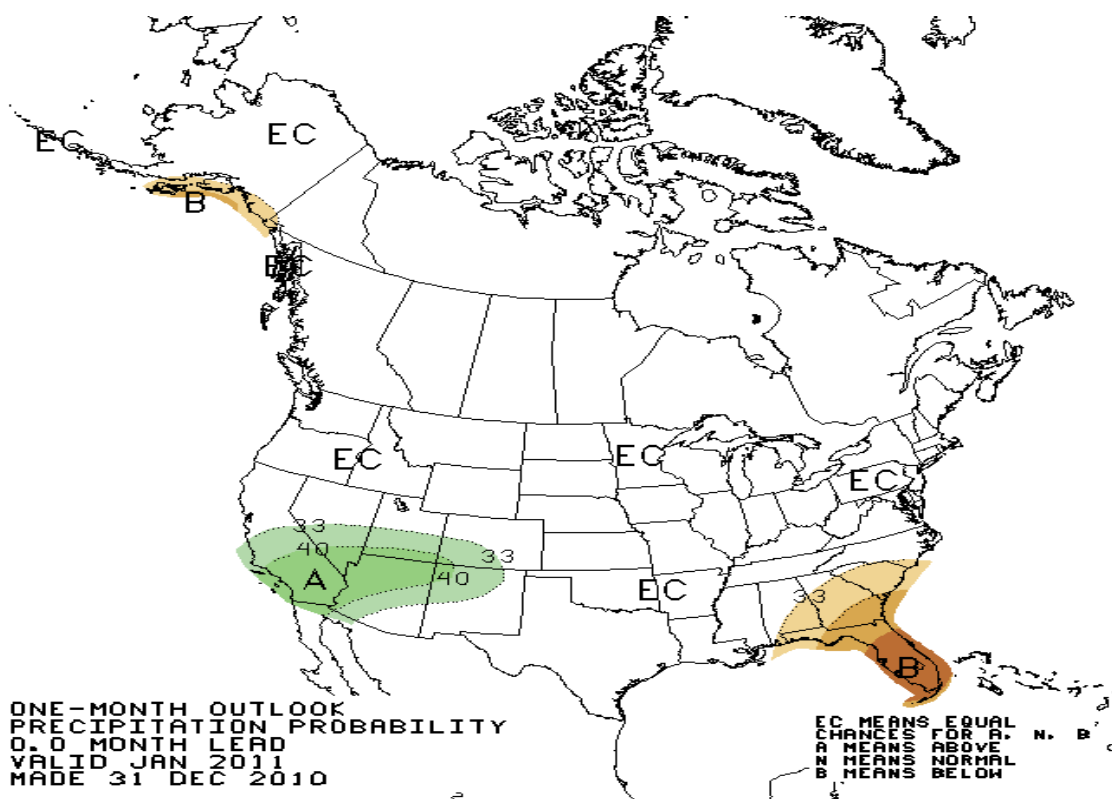 EC
EC
B
EC
EC
EC
EC
33
40
33
A
40
EC
33
B
ONE-MONTH OUTLOOK
PRECIPITATION PROBABILITY
0.0 MONTH LEAD
VALID JAN 2011
MADE 31 DEC 2010
EC MEANS EQUAL
CHANCES FOR A, N, B
A MEANS ABOVE
N MEANS NORMAL
B MEANS BELOW